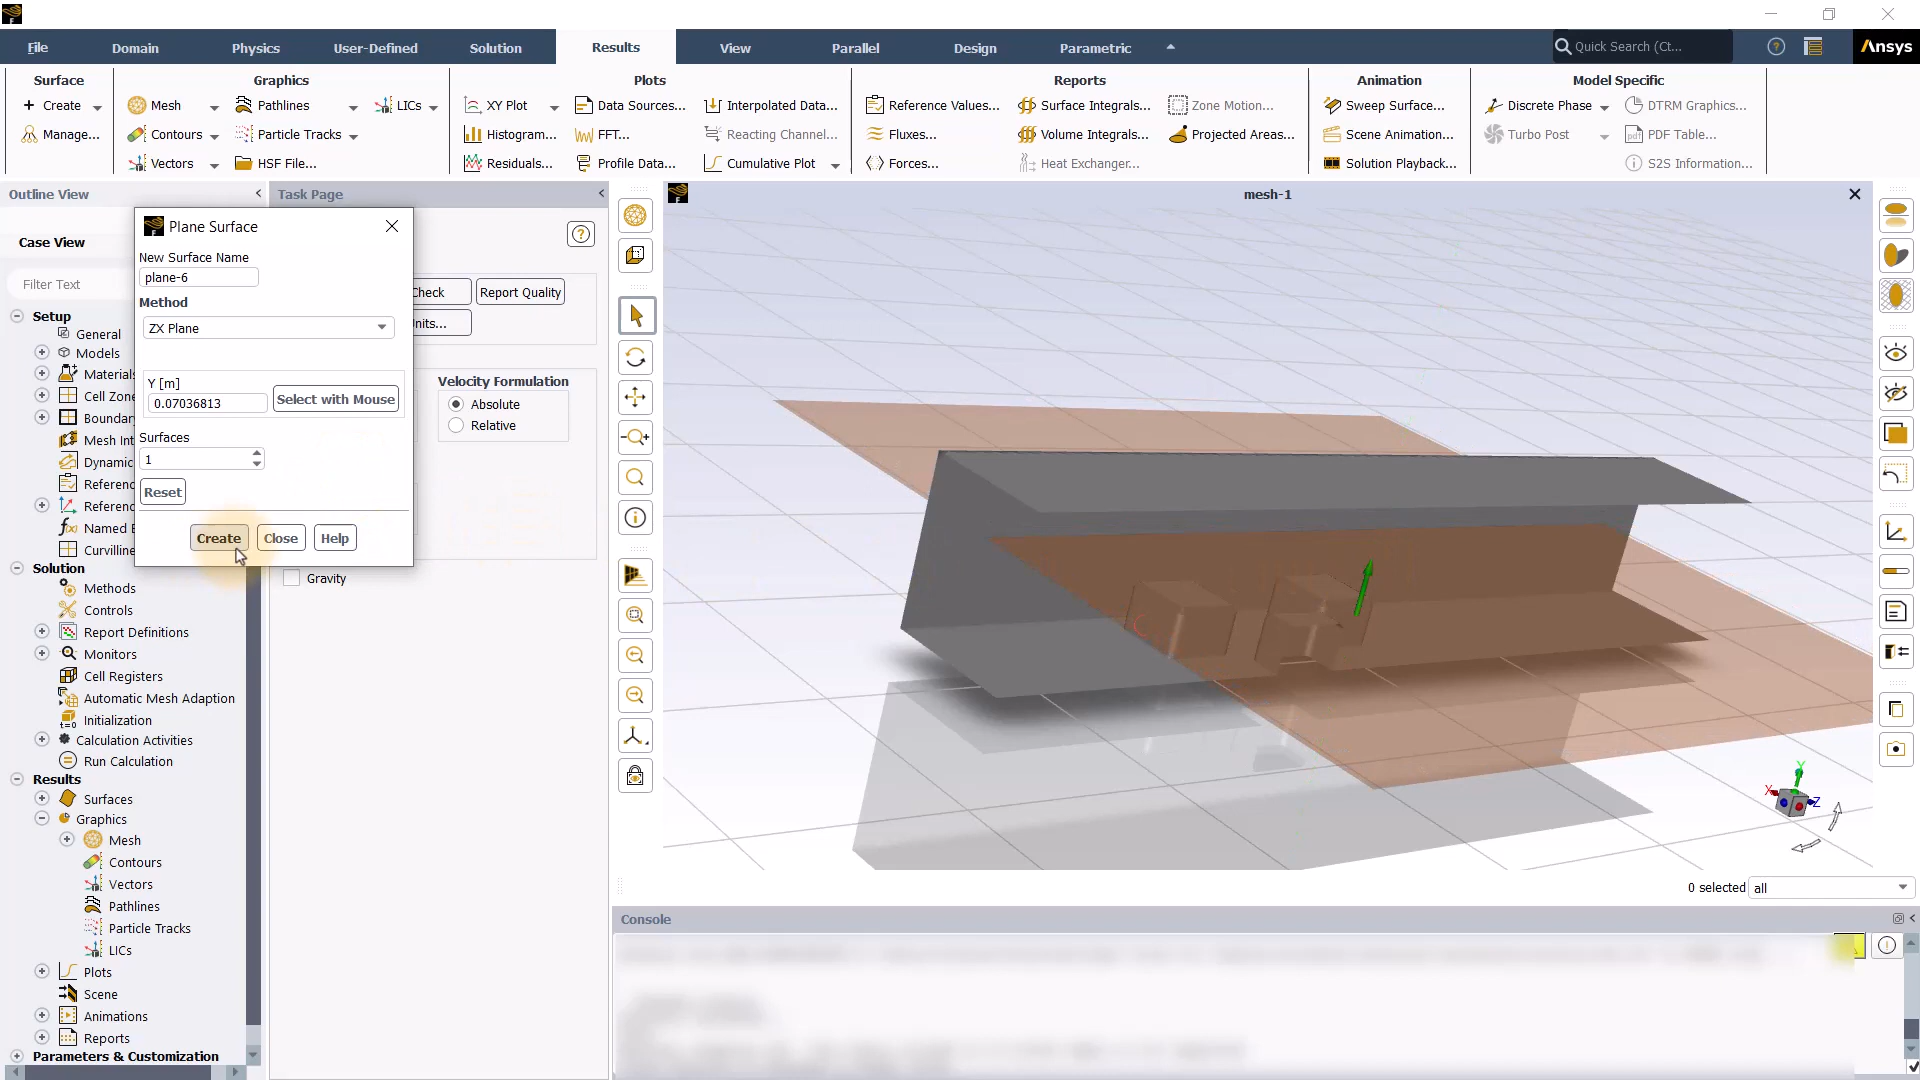 File
Domain
Physics
User-Defined
Solution
Results
View
Parallel
Design
Parametric
Quick Search (Ct...
Ansys
Surface
Create
Manage...
Graphics
Mesh
Pathlines
LICs
Contours
Particle Tracks
Vectors
HSF File...
Plots
XY Plot
Data Sources...
Interpolated Data...
Histogram...
FFT...
Reacting Channel...
Residuals...
Profile Data...
Cumulative Plot
Reports
Reference Values...
Surface Integrals...
Zone Motion...
Fluxes...
Volume Integrals...
Projected Areas...
Forces...
Heat Exchanger...
Animation
Sweep Surface...
Scene Animation...
Solution Playback...
Model Specific
Discrete Phase
DTRM Graphics...
Turbo Post
PDF Table...
S2S Information...
Outline View
Case View
Filter Text
Setup
General
Models
Materials
Cell Zone
Boundary
Mesh Int
Dynamic
Referenc
Referenc
Named E
Curviline
Solution
Methods
Controls
Report Definitions
Monitors
Cell Registers
Automatic Mesh Adaption
Initialization
Calculation Activities
Run Calculation
Results
Surfaces
Graphics
Mesh
Contours
Vectors
Pathlines
Particle Tracks
LICs
Plots
Scene
Animations
Reports
Parameters & Customization
Plane Surface
New Surface Name
plane-6
Method
ZX Plane
Y [m]
0.07036813
Select with Mouse
Surfaces
1
Reset
Create
Close
Help
Task Page
Check
Report Quality
nits...
Velocity Formulation
Absolute
Relative
Gravity
mesh-1
Y
X
Z
0 selected
all
Console